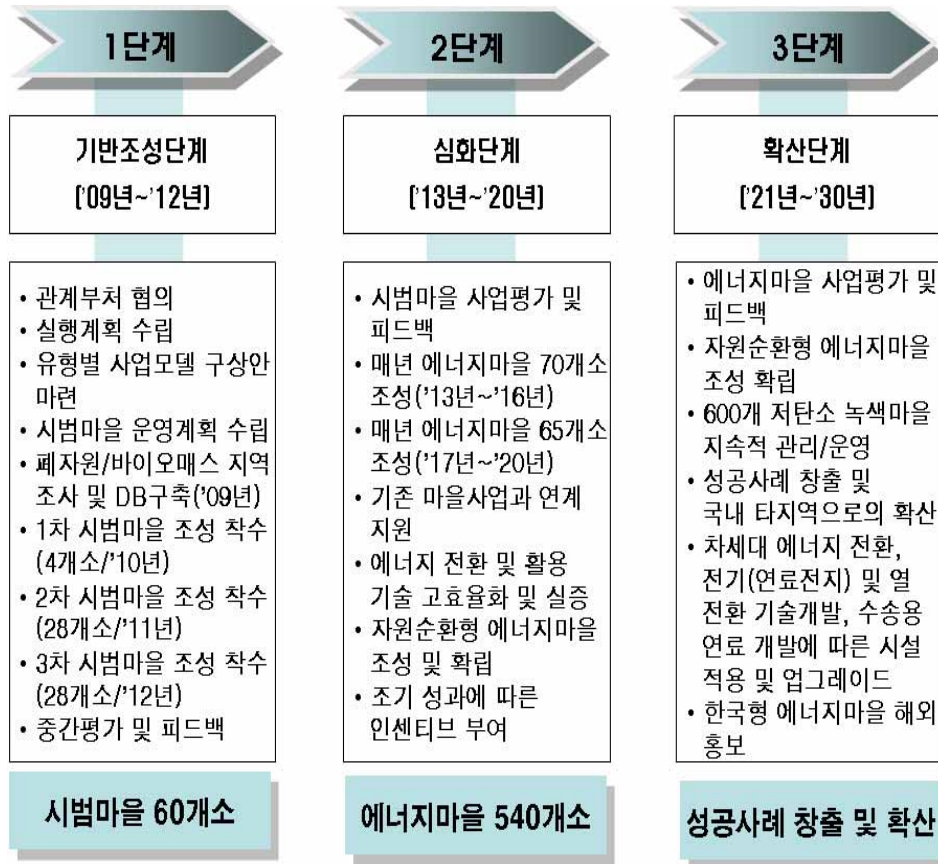 1단계
기반조성단계
('09년~'12년)
• 관계부처 협의
• 실행계획 수립
• 유형별 사업모델 구상안
마련
• 시범마을 운영계획 수립
• 폐자원/바이오매스 지역
조사 및 DB구축('09년)
• 1차 시범마을 조성 착수
(4개소/'10년)
• 2차 시범마을 조성 착수
(28개소/'11년)
• 3차 시범마을 조성 착수
(28개소/'12년)
• 중간평가 및 피드백
시범마을 60개소
2단계
심화단계
('13년~'20년)
• 시범마을 사업평가 및
피드백
• 매년 에너지마을 70개소
조성('13년~'16년)
• 매년 에너지마을 65개소
조성('17년~'20년)
• 기존 마을사업과 연계
지원
• 에너지 전환 및 활용
기술 고효율화 및 실증
• 자원순환형 에너지마을
조성 및 확립
• 조기 성과에 따른
인센티브 부여
에너지마을 540개소
3단계
확산단계
('21년~'30년)
• 에너지마을 사업평가 및
피드백
• 자원순환형 에너지마을
조성 확립
• 600개 저탄소 녹색마을
지속적 관리/운영
• 성공사례 창출 및
국내 타지역으로의 확산
• 차세대 에너지 전환,
전기(연료전지) 및 열
전환 기술개발, 수송용
연료 개발에 따른 시설
적용 및 업그레이드
• 한국형 에너지마을 해외
홍보
성공사례 창출 및 확산